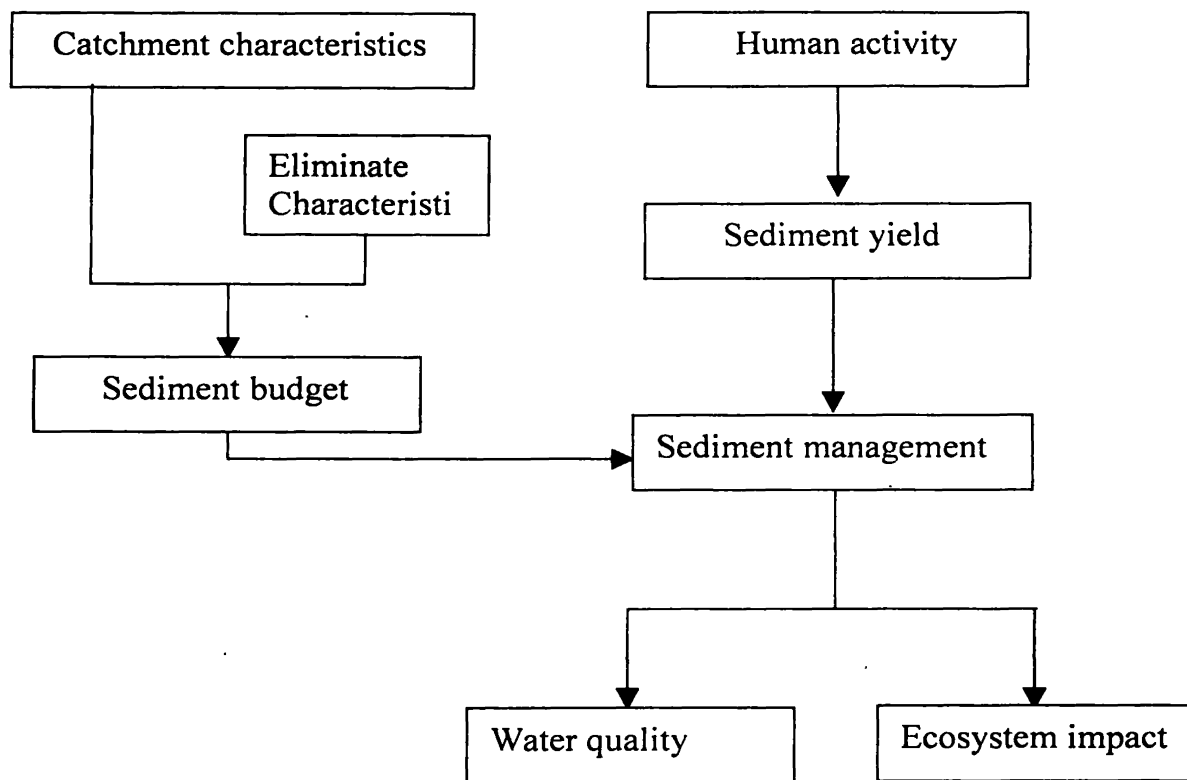 Catchment characteristics
Human activity
Eliminate
Characteristi
Sediment yield
Sediment budget
Sediment management
Water quality
Ecosystem impact